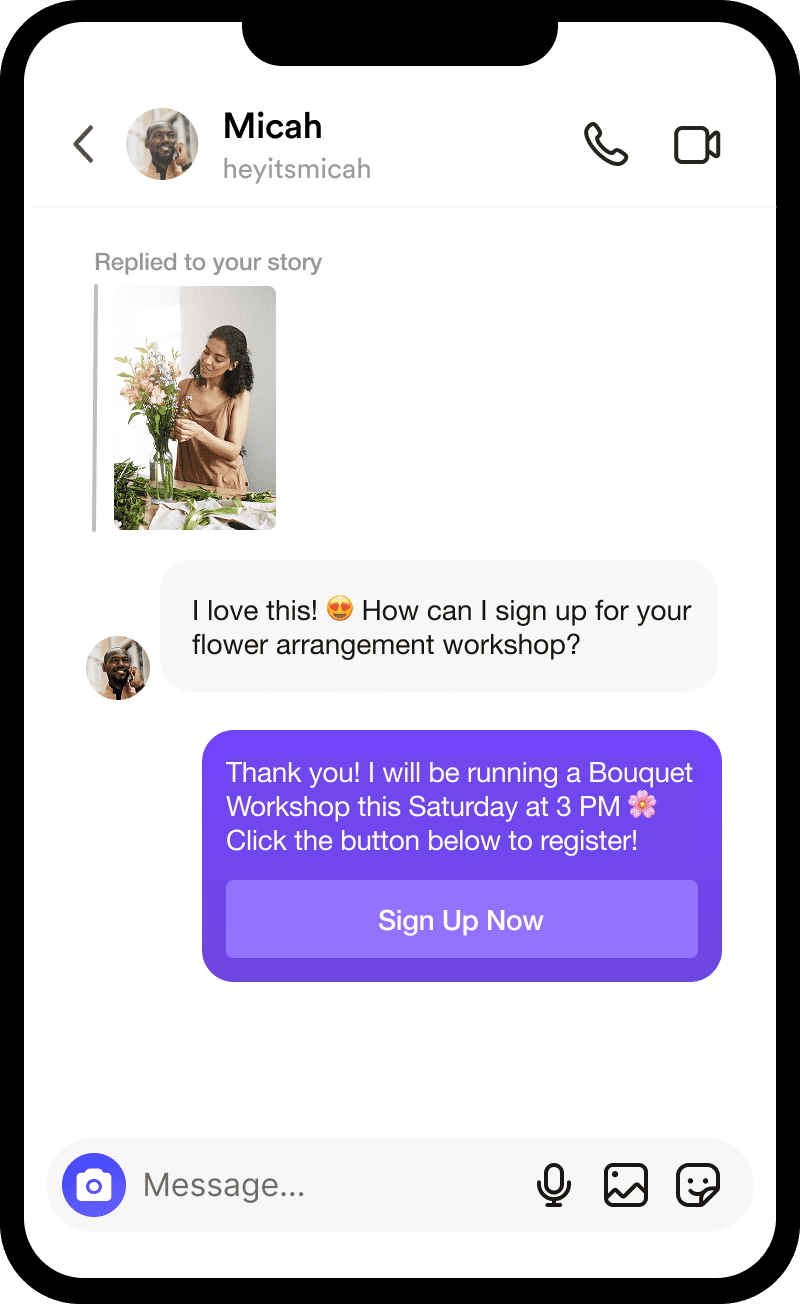 Micah
heyitsmicah
Replied to your story
I love this! 😍 How can I sign up for your
flower arrangement workshop?
Thank you! I will be running a Bouquet
Workshop this Saturday at 3 PM 🌸
Click the button below to register!
Sign Up Now
Message...